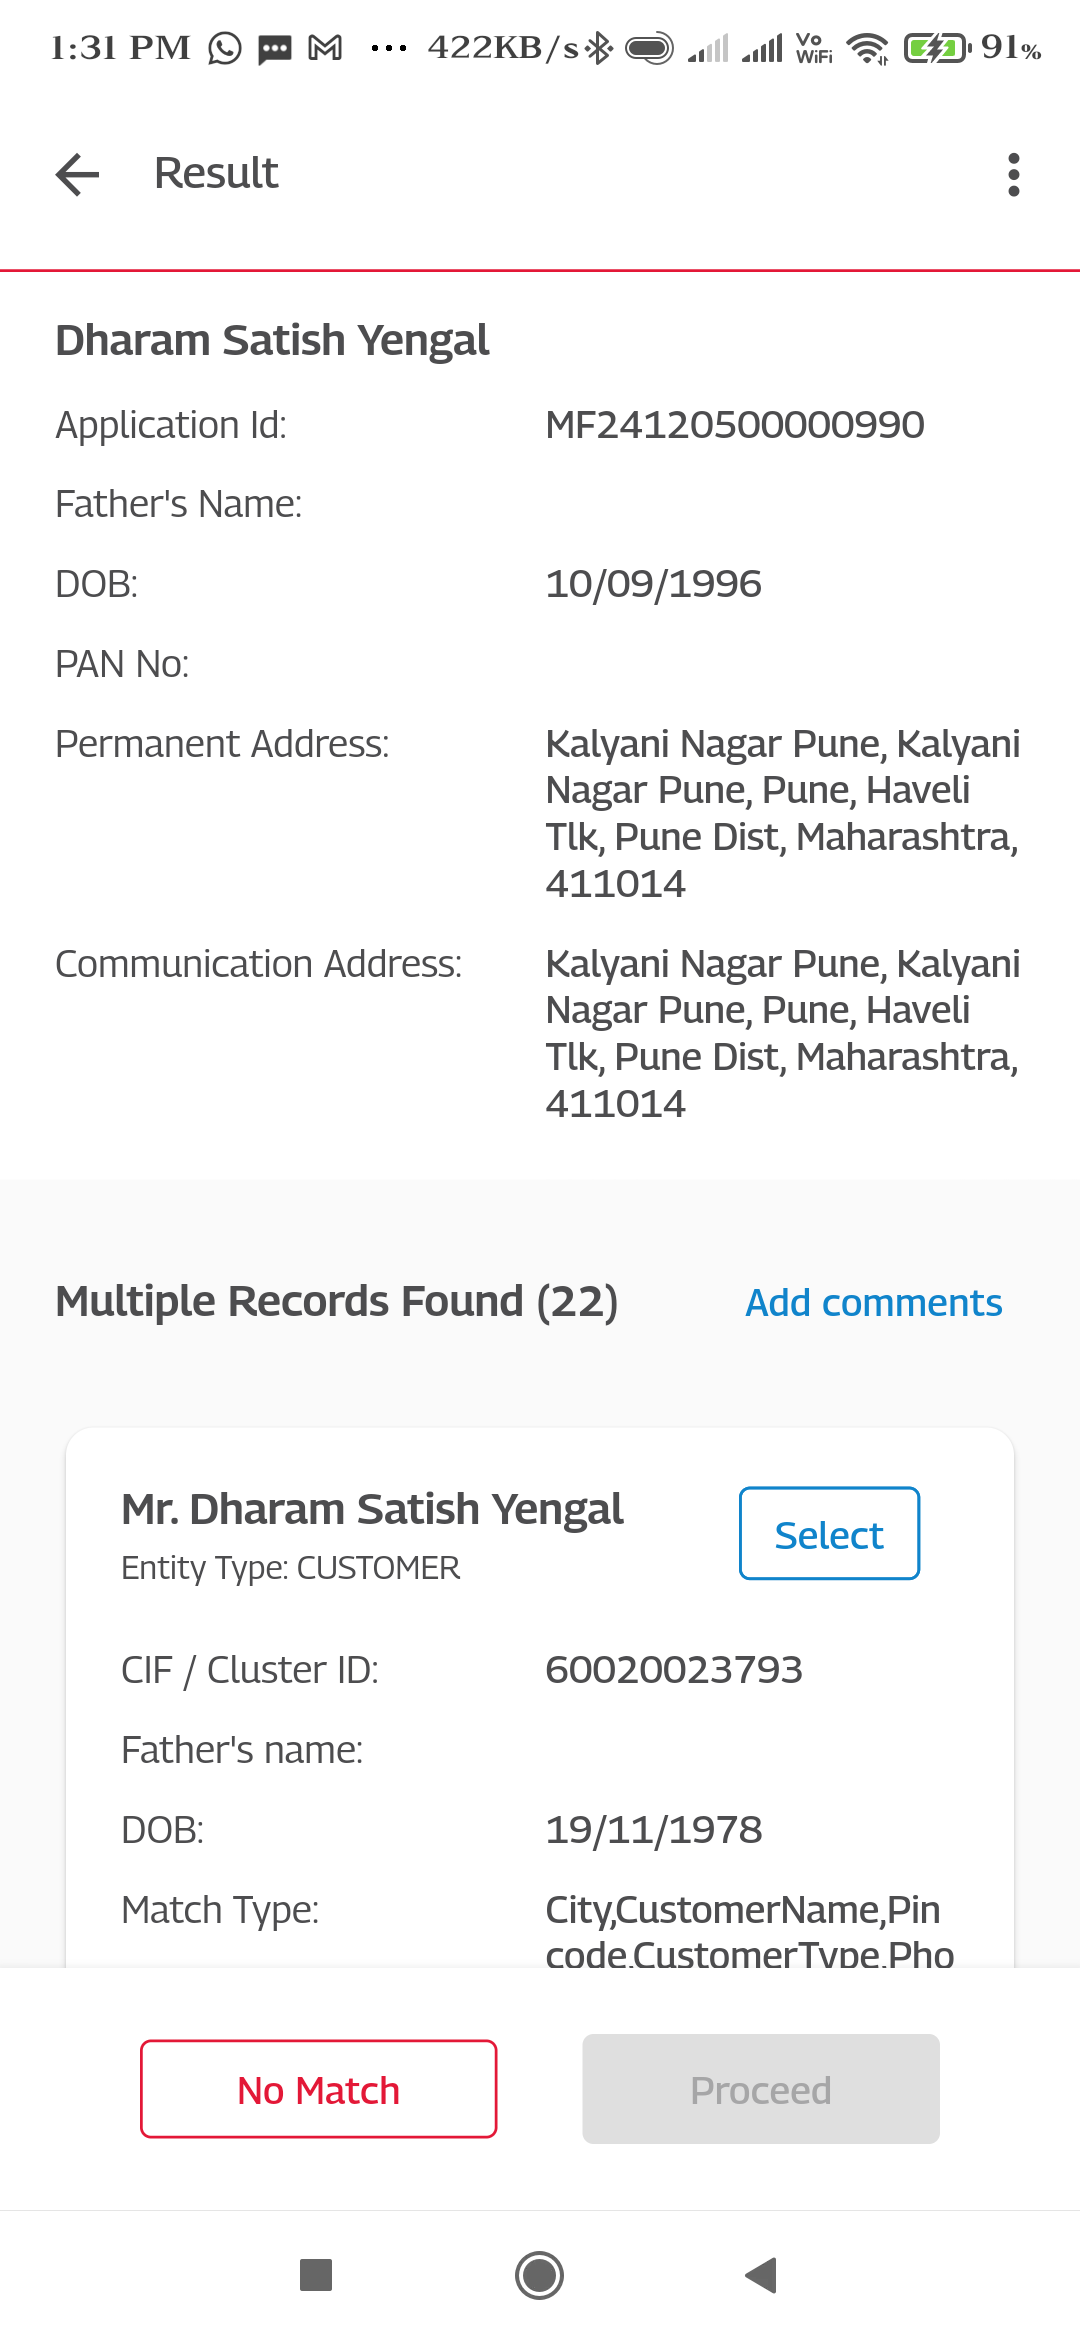 1:31 PM ... 422KB/s Vo WiFi 91%
Result
Dharam Satish Yengal
Application Id: MF24120500000990
Father's Name:
DOB: 10/09/1996
PAN No:
Permanent Address: Kalyani Nagar Pune, Kalyani
Nagar Pune, Pune, Haveli
Tlk, Pune Dist, Maharashtra,
411014
Communication Address: Kalyani Nagar Pune, Kalyani
Nagar Pune, Pune, Haveli
Tlk, Pune Dist, Maharashtra,
411014
Multiple Records Found (22) Add comments
Mr. Dharam Satish Yengal Select
Entity Type: CUSTOMER
CIF / Cluster ID: 60020023793
Father's name:
DOB: 19/11/1978
Match Type: City,CustomerName,Pin
code,CustomerType,Pho
No Match Proceed